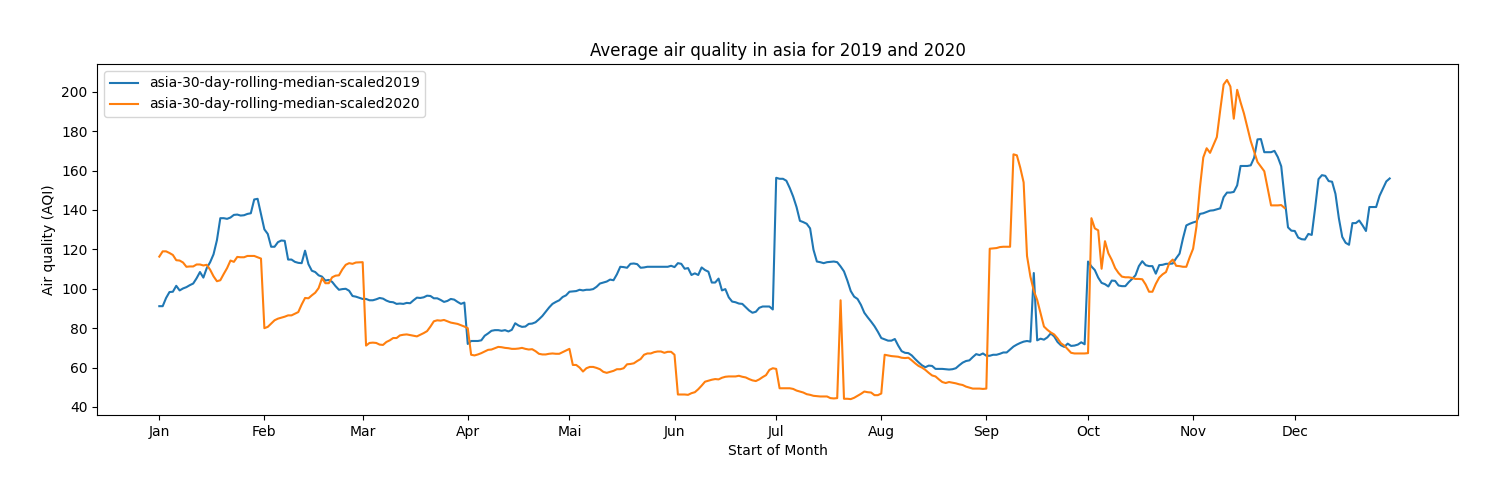 Average air quality in asia for 2019 and 2020
asia-30-day-rolling-median-scaled2019
asia-30-day-rolling-median-scaled2020
200
180
160
140
120
100
80
60
40
Air quality (AQI)
Jan Feb Mar Apr Mai Jun Jul Aug Sep Oct Nov Dec
Start of Month